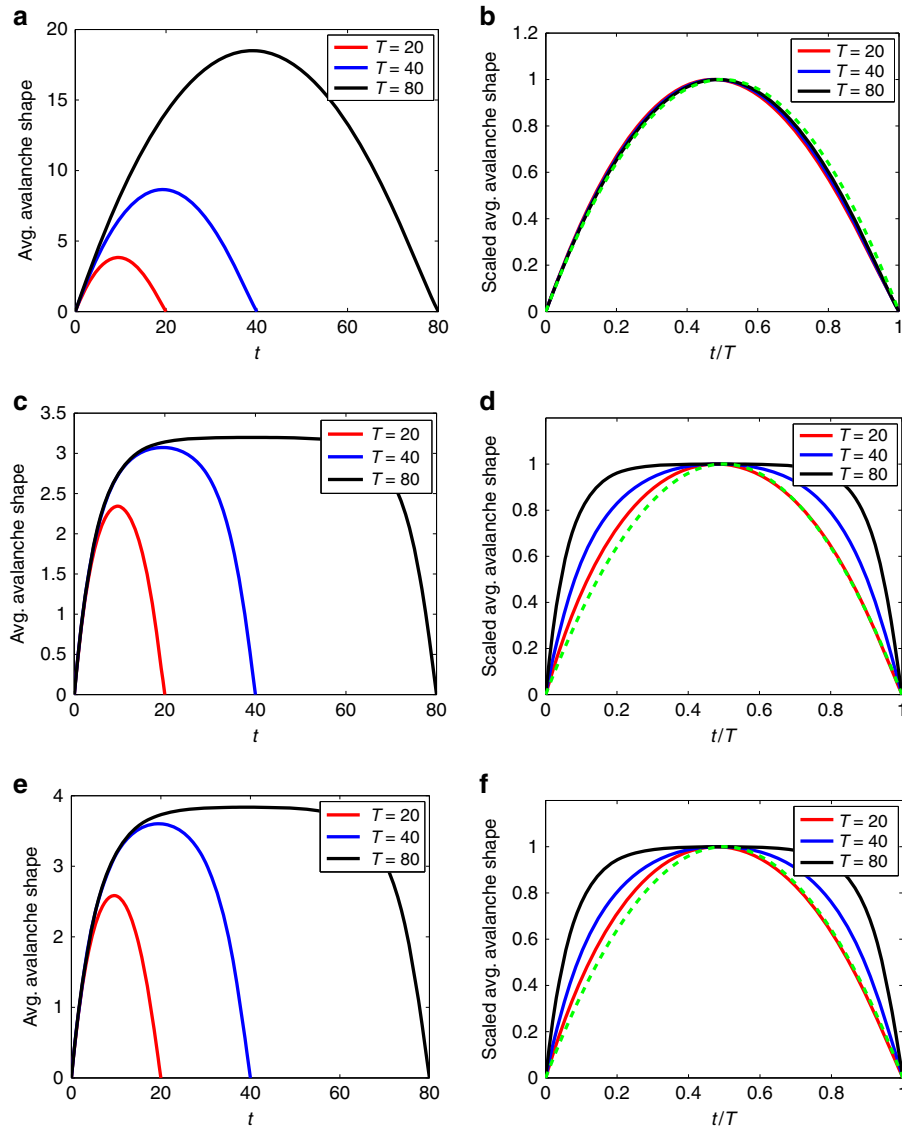 a
Avg. avalanche shape
20
15
10
5
0
0 20 40 60 80
t
T = 20
T = 40
T = 80
b
Scaled avg. avalanche shape
1.2
1
0.8
0.6
0.4
0.2
0
0 0.2 0.4 0.6 0.8 1
t/T
T = 20
T = 40
T = 80
c
Avg. avalanche shape
3.5
3
2.5
2
1.5
1
0.5
0
0 20 40 60 80
t
T = 20
T = 40
T = 80
d
Scaled avg. avalanche shape
1
0.8
0.6
0.4
0.2
0
0 0.2 0.4 0.6 0.8 1
t/T
T = 20
T = 40
T = 80
e
Avg. avalanche shape
4
3
2
1
0
0 20 40 60 80
t
T = 20
T = 40
T = 80
f
Scaled avg. avalanche shape
1
0.8
0.6
0.4
0.2
0
0 0.2 0.4 0.6 0.8 1
t/T
T = 20
T = 40
T = 80